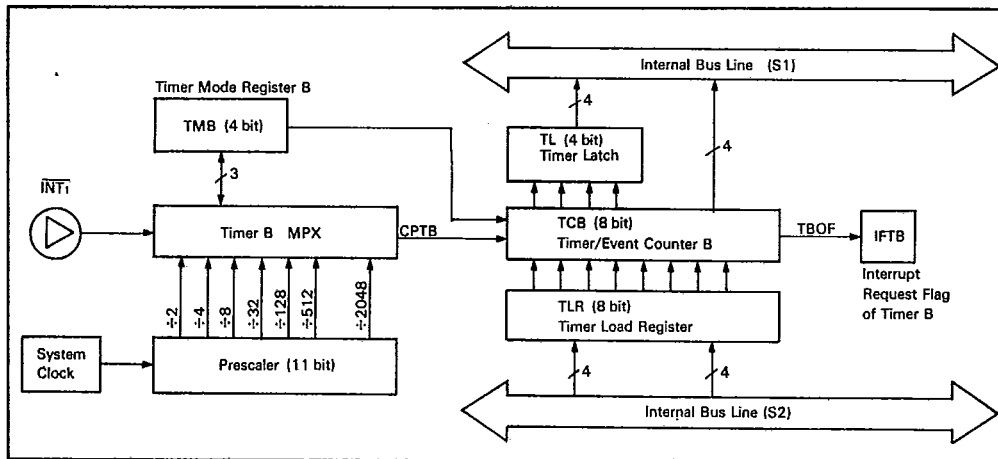 Internal Bus Line (S1)
Timer Mode Register B
TMB (4 bit)
4
TL (4 bit)
Timer Latch
4
3
INT₁
Timer B MPX
CPTB
TCB (8 bit)
Timer/Event Counter B
TBOF
IFTB
Interrupt
Request Flag
of Timer B
÷2
÷4
÷8
÷32
÷128
÷512
÷2048
TLR (8 bit)
Timer Load Register
System
Clock
Prescaler (11 bit)
4
4
Internal Bus Line (S2)